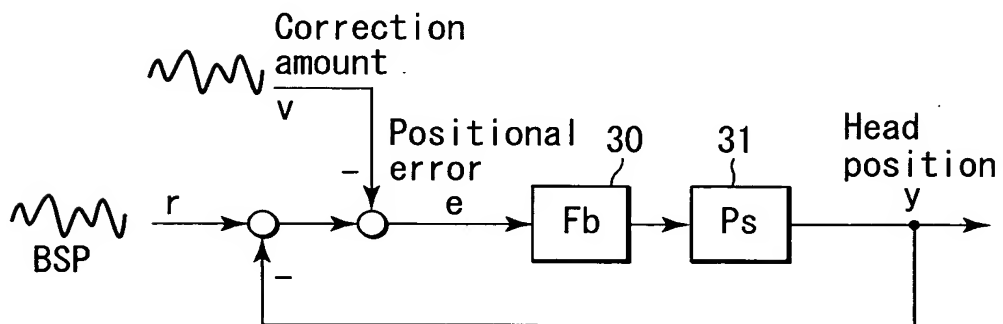 Correction
amount
v
Positional
error
30
31
Head
position
y
r
e
Fb
Ps
BSP
-
-